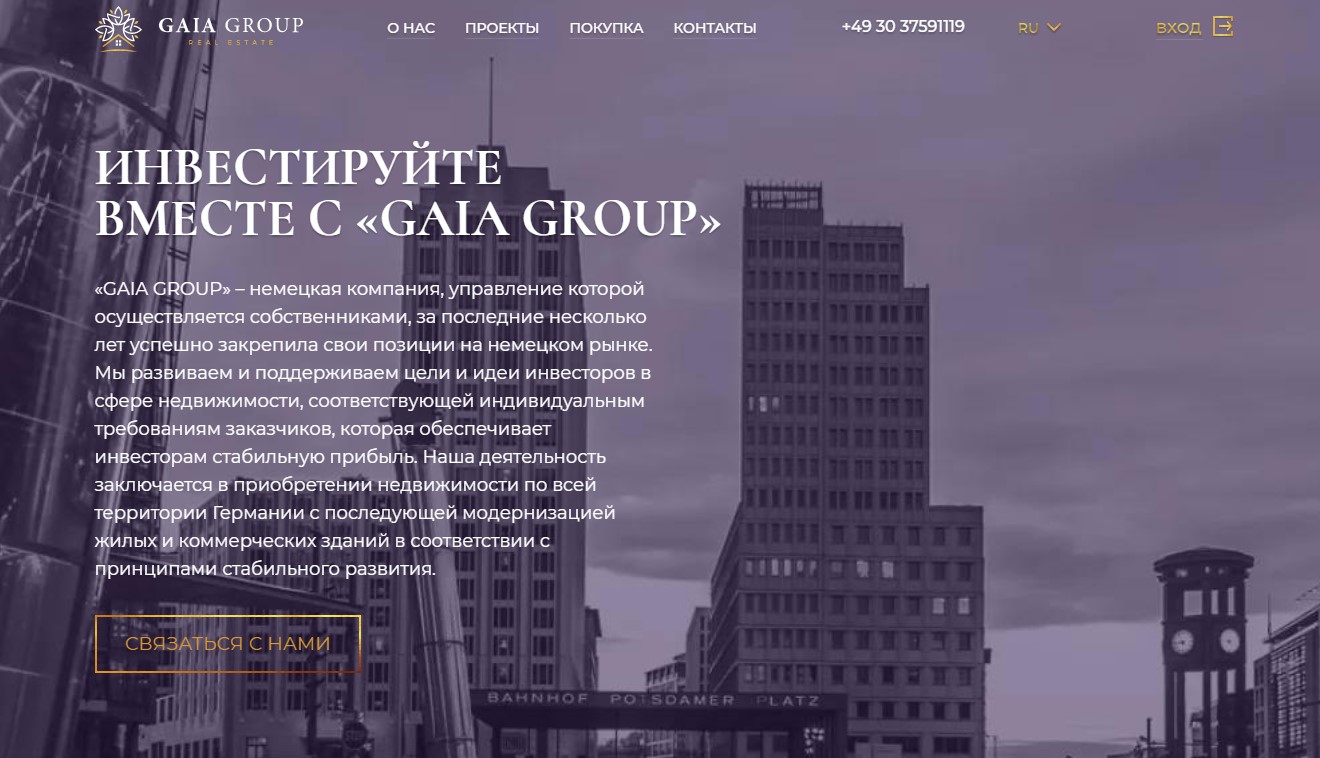 GAIA GROUP
REAL ESTATE
О НАС
ПРОЕКТЫ
ПОКУПКА
КОНТАКТЫ
+49 30 37591119
RU
ВХОД
ИНВЕСТИРУЙТЕ
ВМЕСТЕ С «GAIA GROUP»
«GAIA GROUP» – немецкая компания, управление которой
осуществляется собственниками, за последние несколько
лет успешно закрепила свои позиции на немецком рынке.
Мы развиваем и поддерживаем цели и идеи инвесторов в
сфере недвижимости, соответствующей индивидуальным
требованиям заказчиков, которая обеспечивает
инвесторам стабильную прибыль. Наша деятельность
заключается в приобретении недвижимости по всей
территории Германии с последующей модернизацией
жилых и коммерческих зданий в соответствии с
принципами стабильного развития.
СВЯЗАТЬСЯ С НАМИ
BAHNHOF POTSDAMER PLATZ